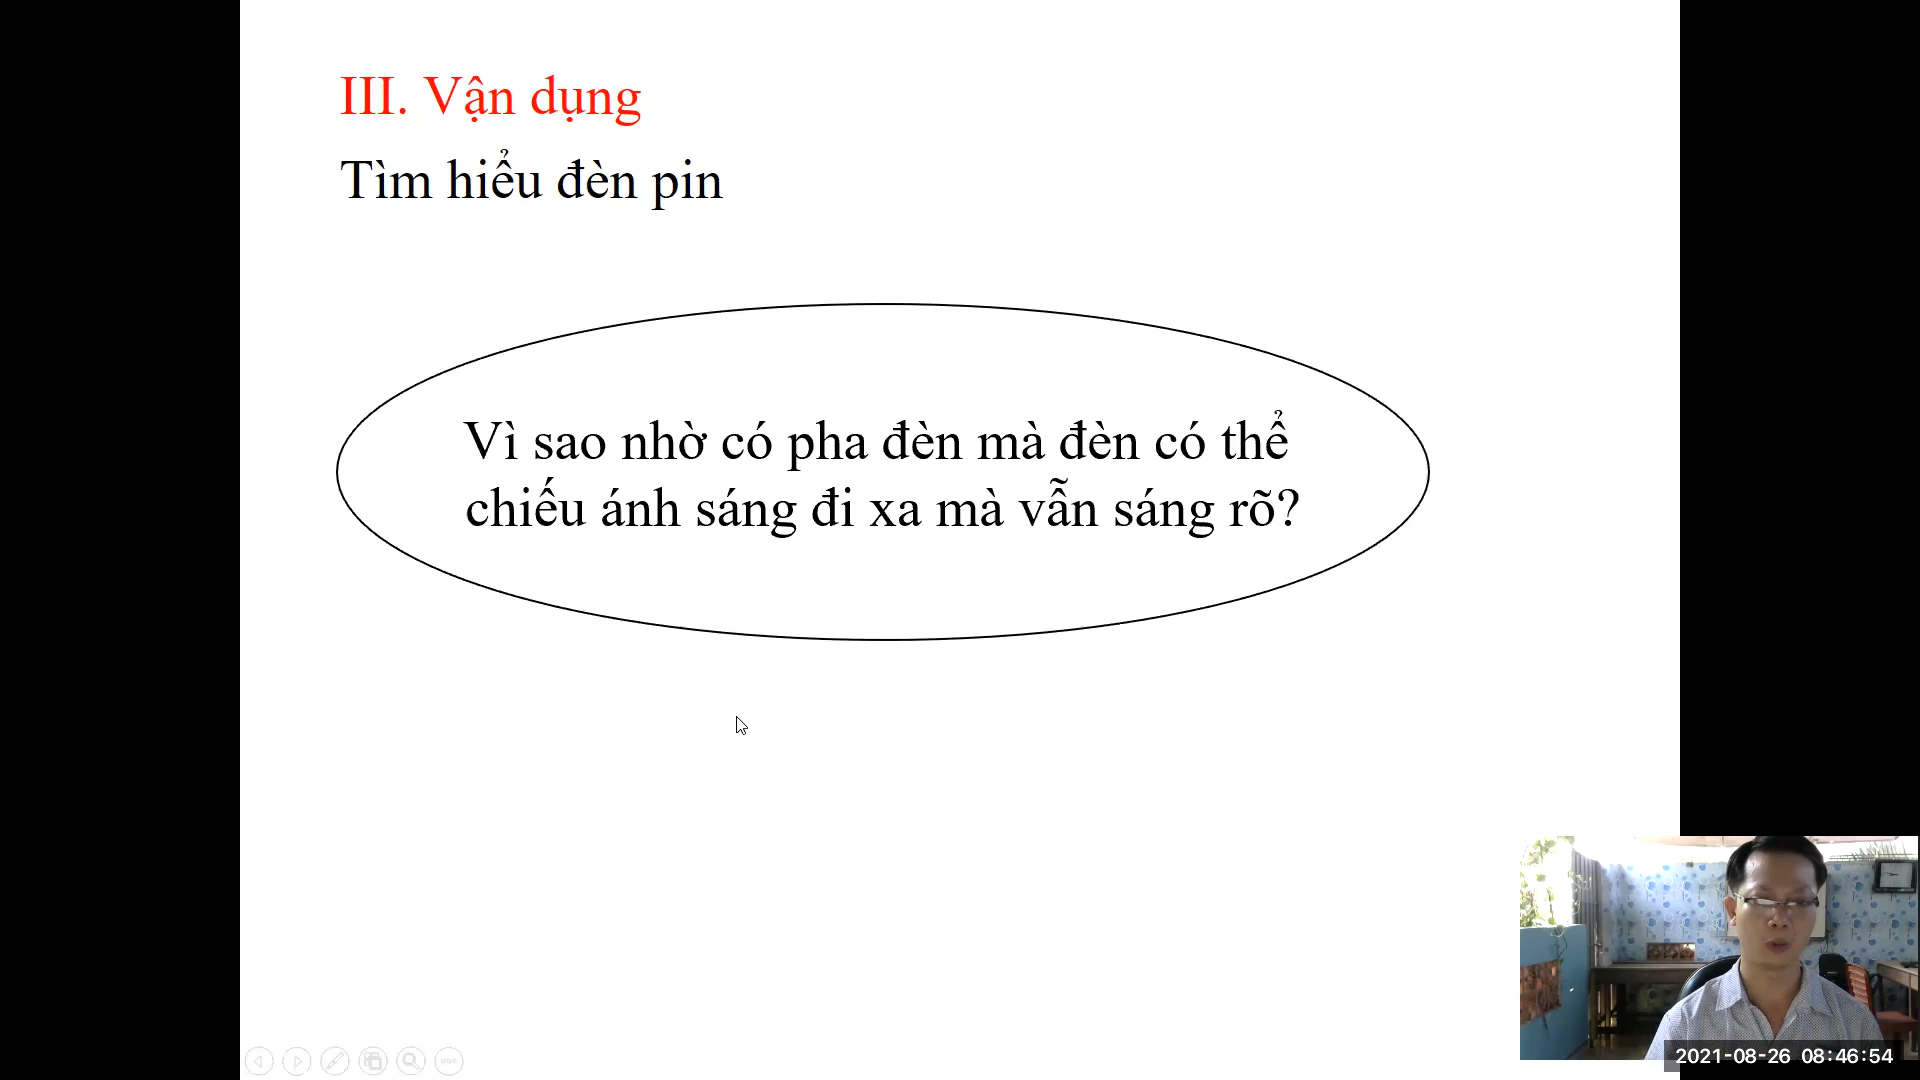 III. Vận dụng
Tìm hiểu đèn pin
Vì sao nhờ có pha đèn mà đèn có thể
chiếu ánh sáng đi xa mà vẫn sáng rõ?
2021-08-26 08:46:54